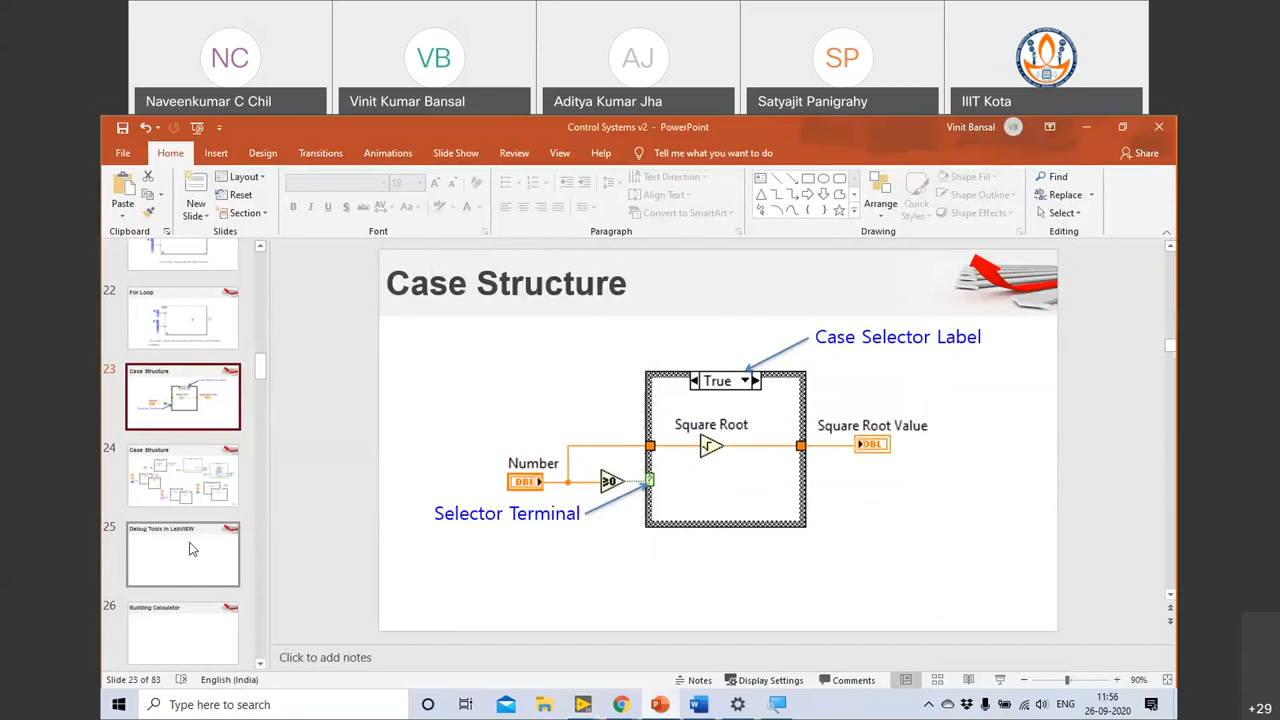 NC
VB
AJ
SP
Naveenkumar C Chil
Vinit Kumar Bansal
Aditya Kumar Jha
Satyajit Panigrahy
IIIT Kota
Control Systems v2 - PowerPoint
Vinit Bansal
VB
File
Home
Insert
Design
Transitions
Animations
Slide Show
Review
View
Help
Tell me what you want to do
Share
Paste
New
Slide
Layout
Reset
Section
18
B
I
U
S
abc
AV
Aa
A
Text Direction
Align Text
Convert to SmartArt
Arrange
Quick
Styles
Shape Fill
Shape Outline
Shape Effects
Find
Replace
Select
Clipboard
Slides
Font
Paragraph
Drawing
Editing
22
For Loop
23
Case Structure
24
Case Structure
25
Debug Tools in LabVIEW
26
Building Calculator
Case Structure
Case Selector Label
True
Square Root
Square Root Value
DBL
Number
DBL
≥0
?
Selector Terminal
Click to add notes
Slide 23 of 83
English (India)
Notes
Display Settings
Comments
90%
Type here to search
ENG
11:56
26-09-2020
+29